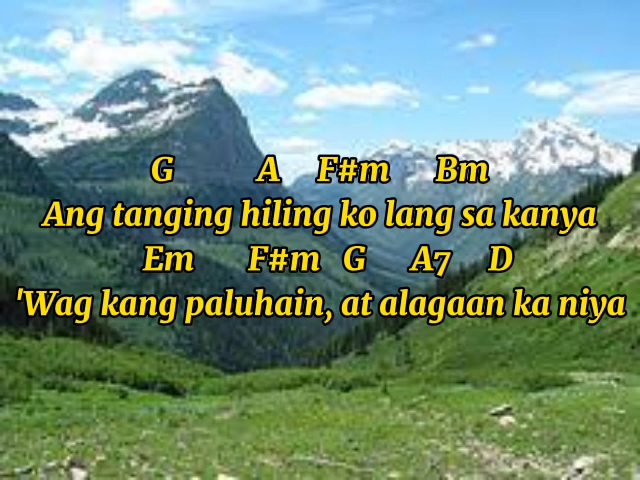 G A F#m Bm
Ang tanging hiling ko lang sa kanya
Em F#m G A7 D
'Wag kang paluhain, at alagaan ka niya